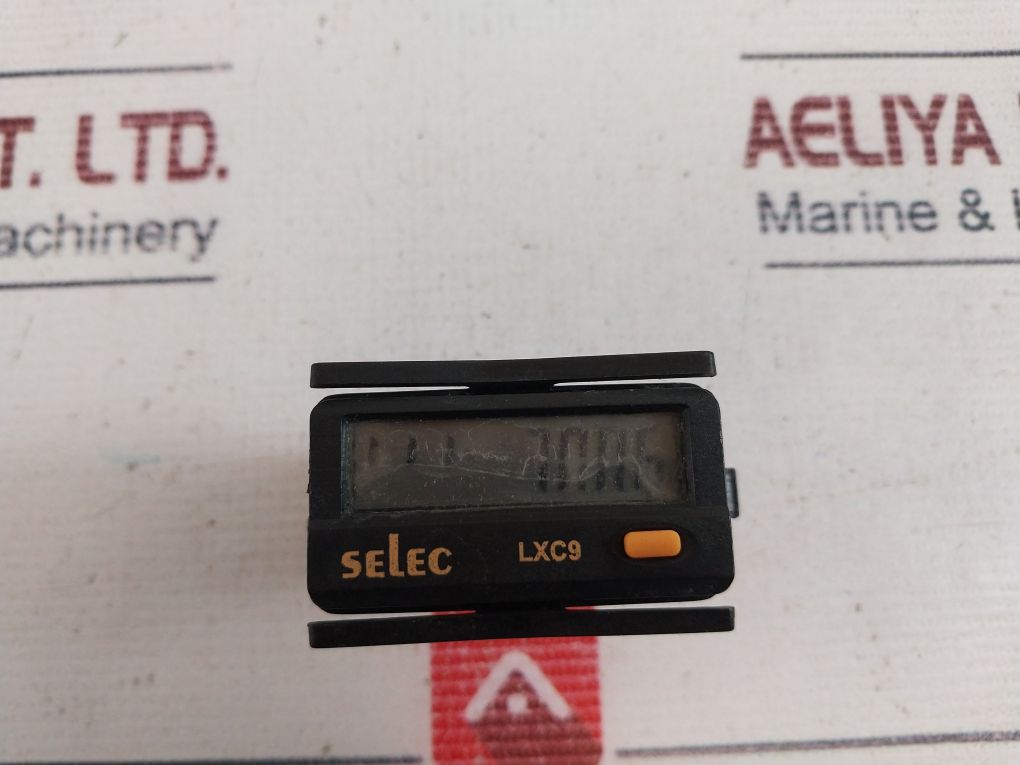 T. LTD.
achinery
AELIYA
Marine &
SELEC
LXC9